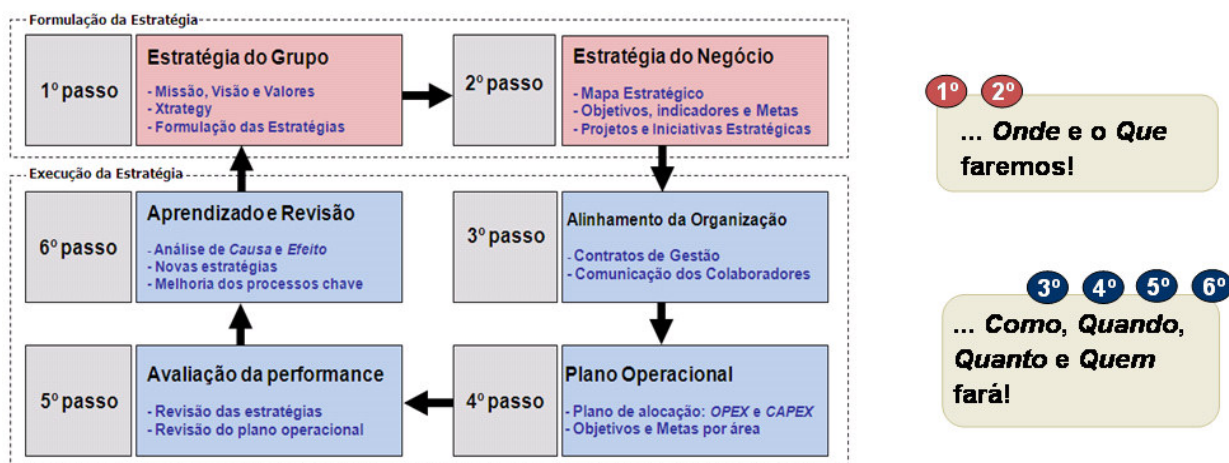 Formulação da Estratégia
1º passo
Estratégia do Grupo
- Missão, Visão e Valores
- Xtrategy
- Formulação das Estratégias
2º passo
Estratégia do Negócio
- Mapa Estratégico
- Objetivos, indicadores e Metas
- Projetos e Iniciativas Estratégicas
1º 2º
... Onde e o Que
faremos!
Execução da Estratégia
6º passo
Aprendizado e Revisão
- Análise de Causa e Efeito
- Novas estratégias
- Melhoria dos processos chave
3º passo
Alinhamento da Organização
- Contratos de Gestão
- Comunicação dos Colaboradores
5º passo
Avaliação da performance
- Revisão das estratégias
- Revisão do plano operacional
4º passo
Plano Operacional
- Plano de alocação: OPEX e CAPEX
- Objetivos e Metas por área
3º 4º 5º 6º
... Como, Quando,
Quanto e Quem
fará!